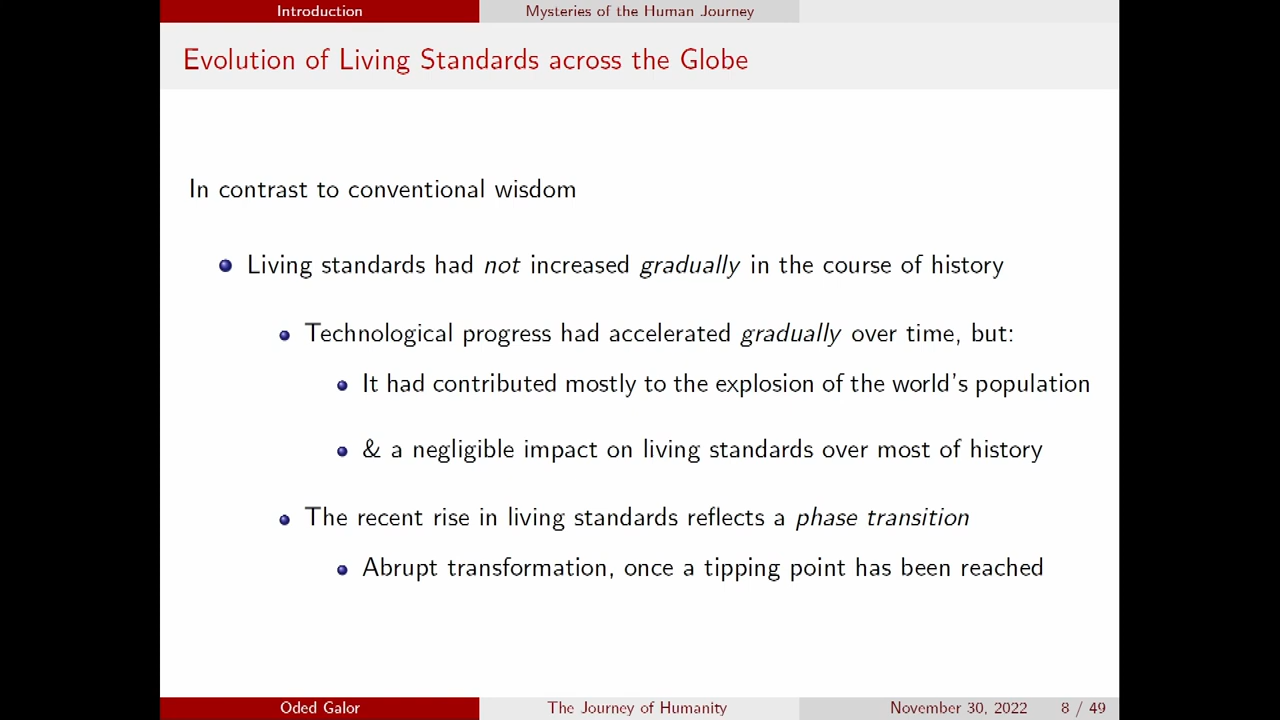 Introduction
Mysteries of the Human Journey
Evolution of Living Standards across the Globe
In contrast to conventional wisdom
Living standards had not increased gradually in the course of history
Technological progress had accelerated gradually over time, but:
It had contributed mostly to the explosion of the world's population
& a negligible impact on living standards over most of history
The recent rise in living standards reflects a phase transition
Abrupt transformation, once a tipping point has been reached
Oded Galor
The Journey of Humanity
November 30, 2022
8 / 49